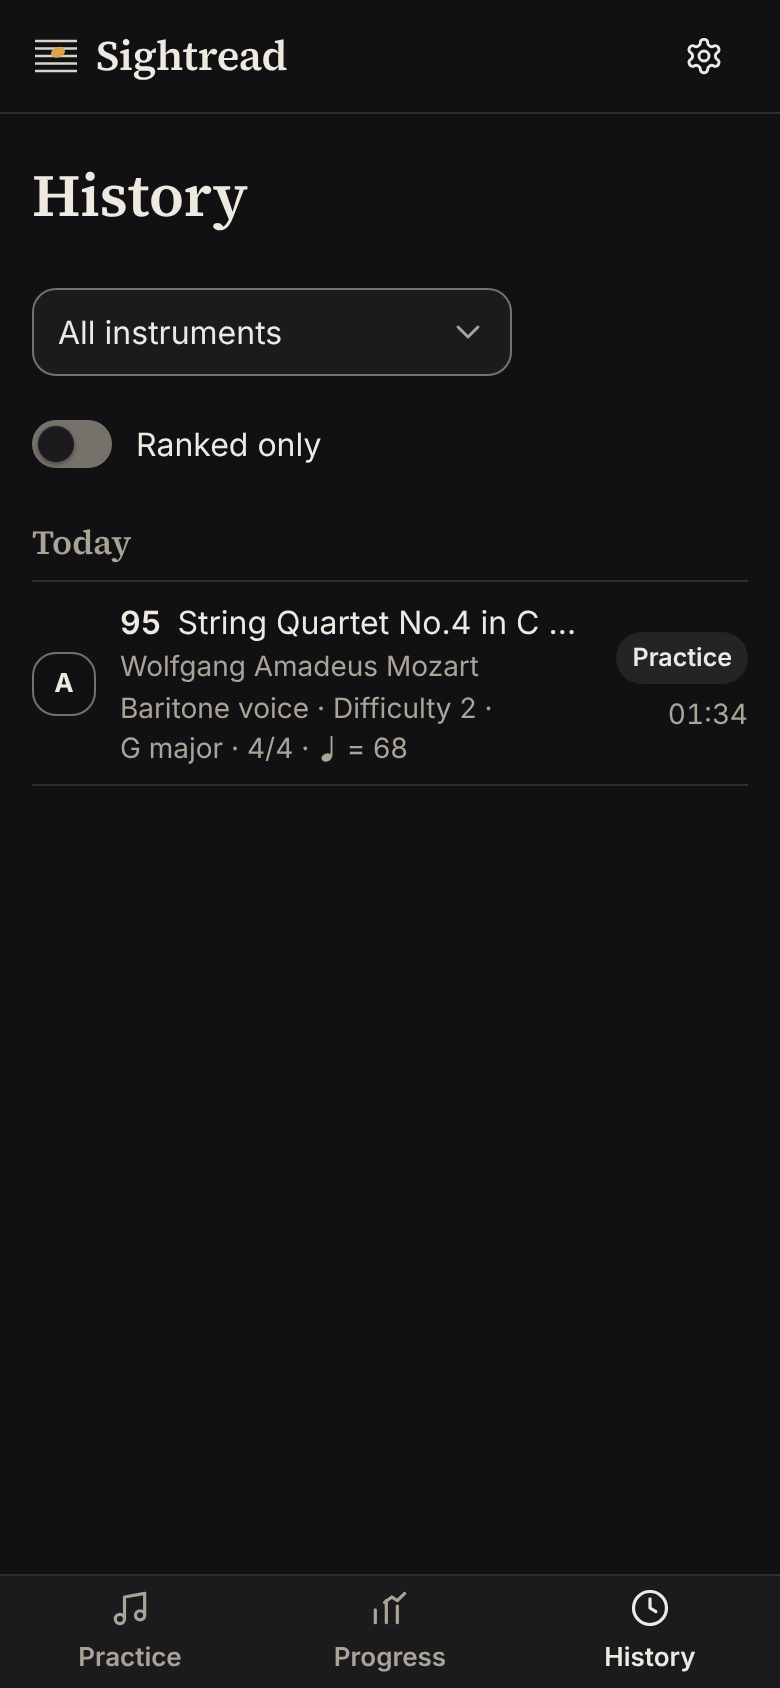 Sightread
History
All instruments
Ranked only
Today
A
95 String Quartet No.4 in C ...
Wolfgang Amadeus Mozart
Baritone voice · Difficulty 2 ·
G major · 4/4 · ♩ = 68
Practice
01:34
Practice
Progress
History